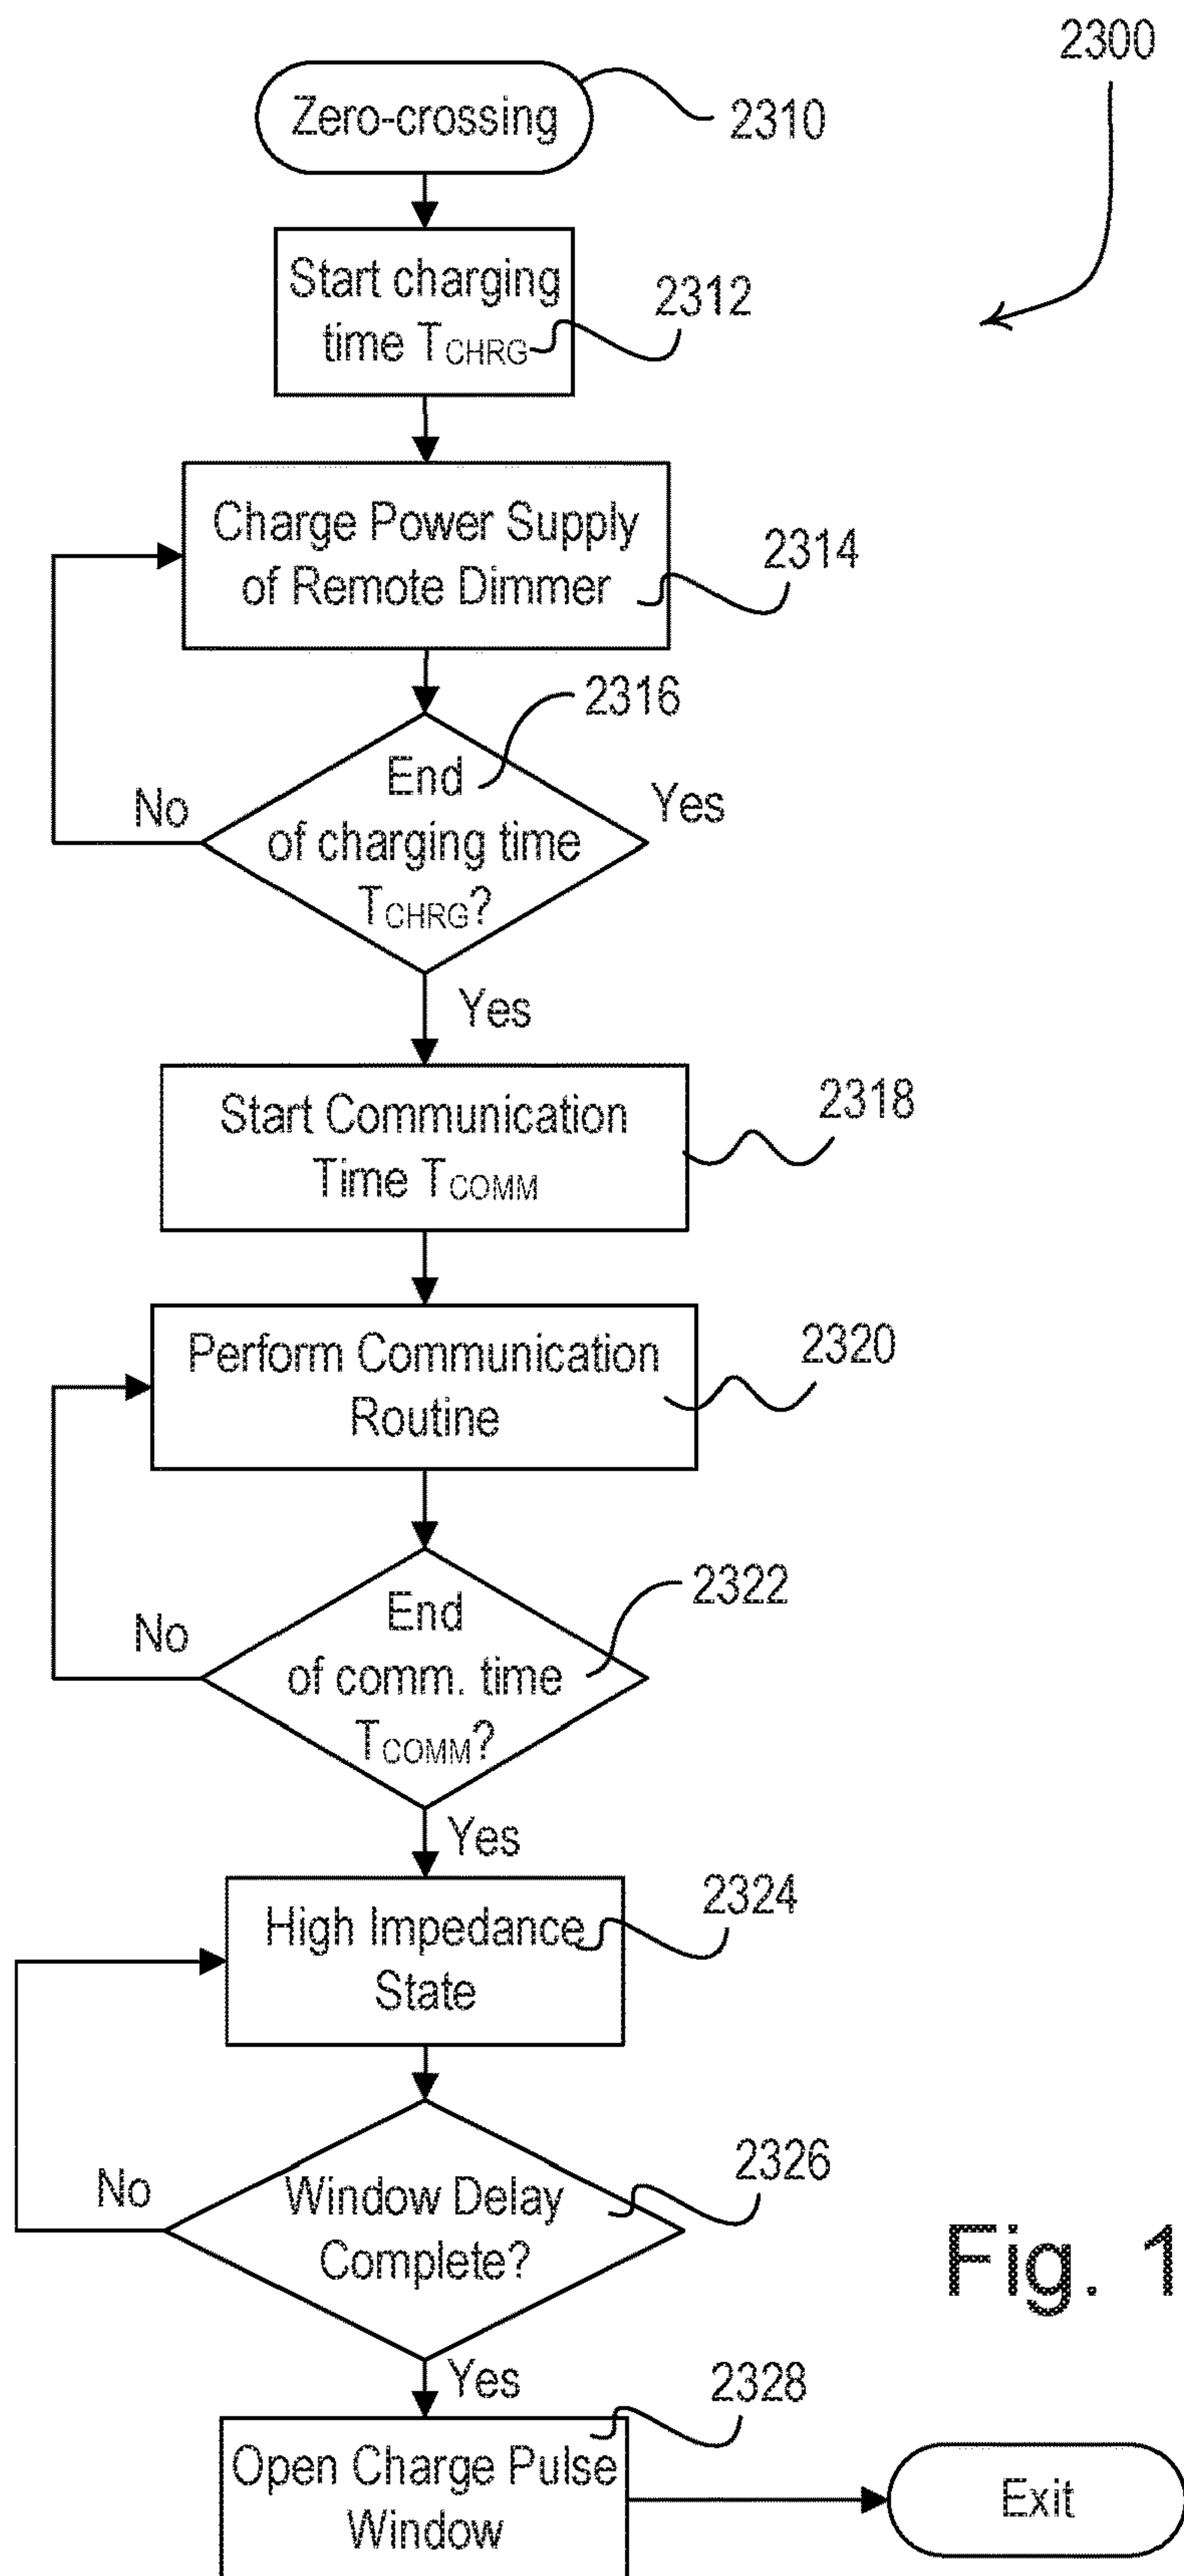 2300
Zero-crossing
2310
Start charging
time TCHRG
2312
Charge Power Supply
of Remote Dimmer
2314
2316
End
of charging time
TCHRG?
No
Yes
Yes
Start Communication
Time TCOMM
2318
Perform Communication
Routine
2320
2322
End
of comm. time
TCOMM?
No
Yes
High Impedance
State
2324
Window Delay
Complete?
2326
No
Yes
Fig. 1
Open Charge Pulse
Window
2328
Exit